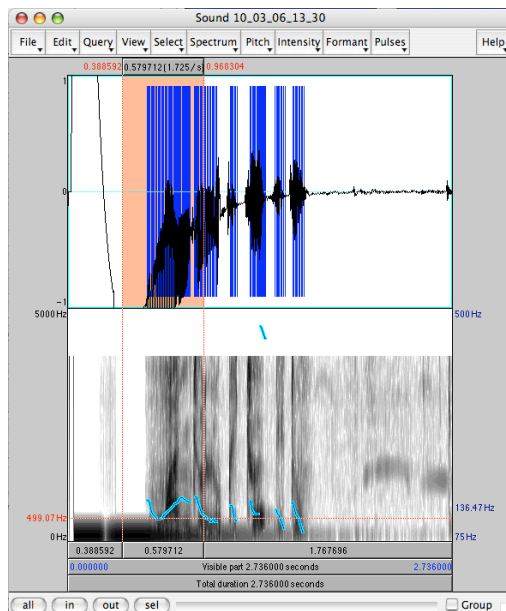 Sound 10_03_06_13_30
File Edit Query View Select Spectrum Pitch Intensity Formant Pulses Help
0.388592 0.579712 (1.725 / s) 0.968304
1
0
-1
5000 Hz 500 Hz
499.07 Hz 136.47 Hz
0 Hz 75 Hz
0.388592 0.579712 1.767696
0.000000 Visible part 2.736000 seconds 2.736000
Total duration 2.736000 seconds
all in out sel Group